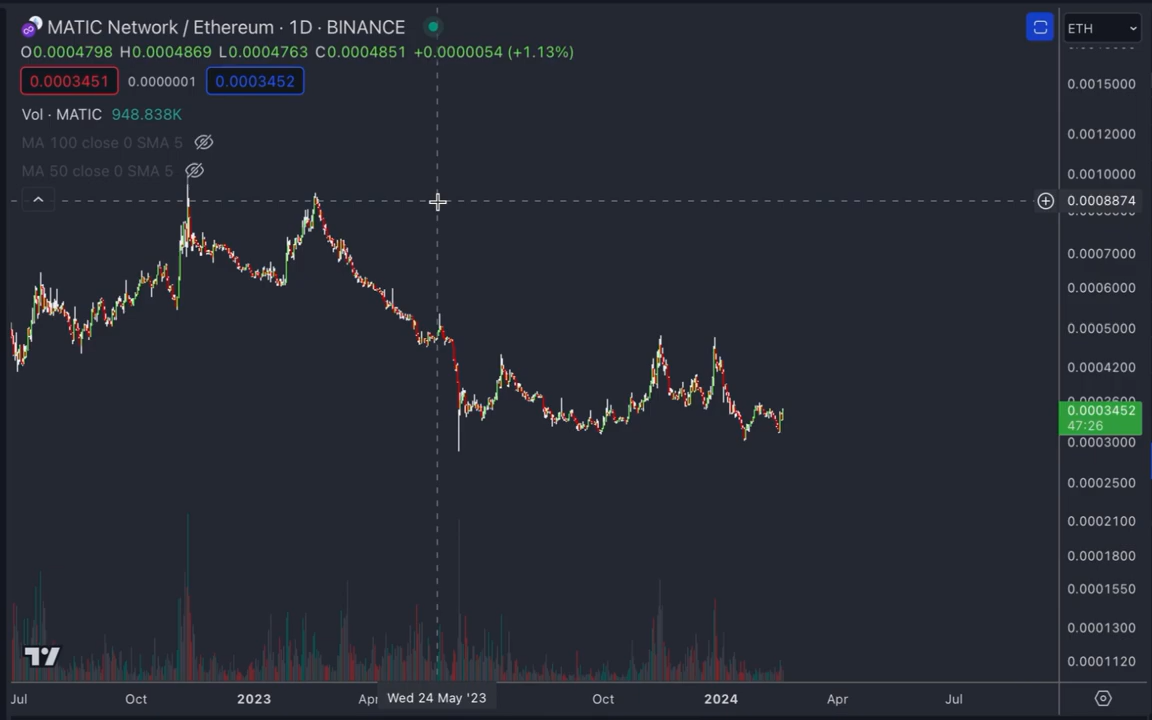 MATIC Network / Ethereum · 1D · BINANCE
ETH
O0.0004798 H0.0004869 L0.0004763 C0.0004851 +0.0000054 (+1.13%)
0.0003451 0.0000001 0.0003452
Vol · MATIC 948.838K
MA 100 close 0 SMA 5
MA 50 close 0 SMA 5
0.0015000
0.0012000
0.0010000
0.0008874
0.0007000
0.0006000
0.0005000
0.0004200
0.0003452
47:26
0.0003000
0.0002500
0.0002100
0.0001800
0.0001550
0.0001300
0.0001120
Jul Oct 2023 Apr Wed 24 May '23 Oct 2024 Apr Jul